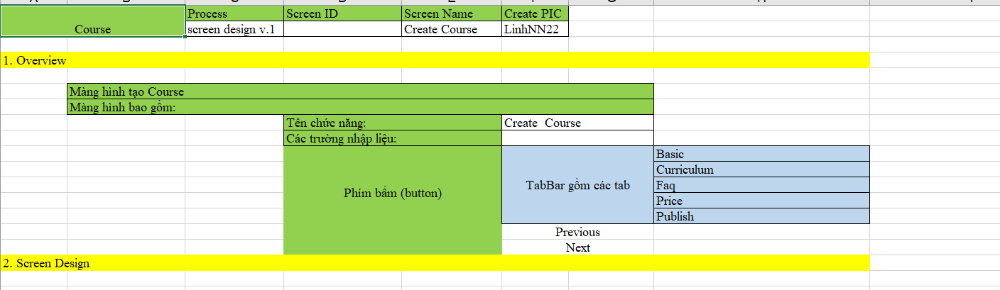 Course
Process Screen ID Screen Name Create PIC
screen design v.1 Create Course LinhNN22
1. Overview
Màng hình tạo Course
Màng hình bao gồm:
Tên chức năng: Create Course
Các trường nhập liệu:
Phím bấm (button)
TabBar gồm các tab
Basic
Curriculum
Faq
Price
Publish
Previous
Next
2. Screen Design